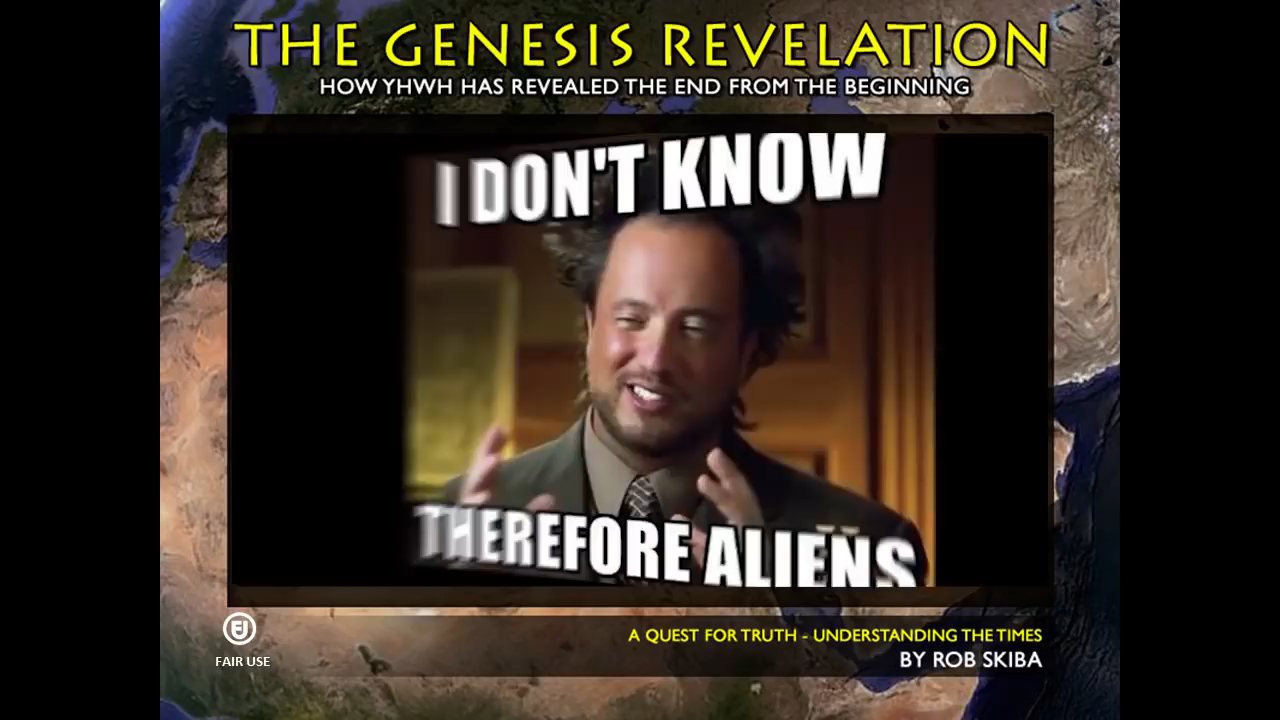 THE GENESIS REVELATION
HOW YHWH HAS REVEALED THE END FROM THE BEGINNING
I DON'T KNOW
THEREFORE ALIENS
FAIR USE
A QUEST FOR TRUTH - UNDERSTANDING THE TIMES
BY ROB SKIBA